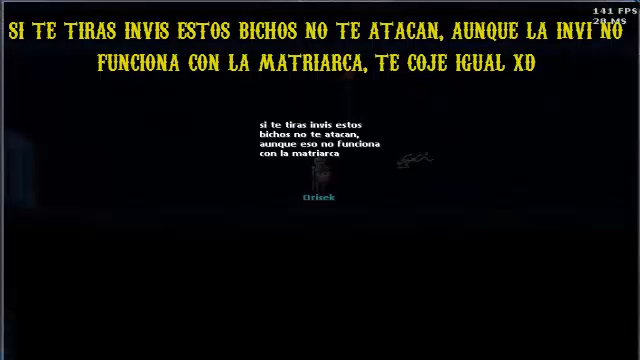 141 FPS
28 MS
SI TE TIRAS INVIS ESTOS BICHOS NO TE ATACAN, AUNQUE LA INVI NO
FUNCIONA CON LA MATRIARCA, TE COJE IGUAL XD
si te tiras invis estos
bichos no te atacan,
aunque eso no funciona
con la matriarca
Orisek